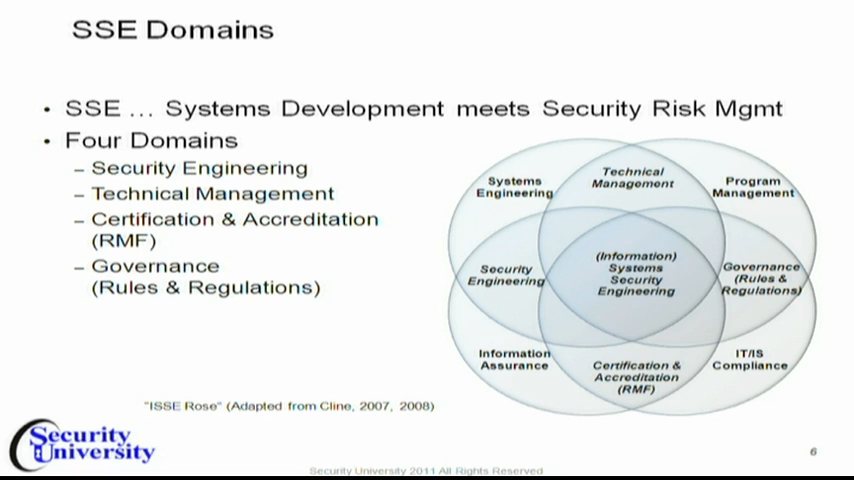 SSE Domains
• SSE … Systems Development meets Security Risk Mgmt
• Four Domains
– Security Engineering
– Technical Management
– Certification & Accreditation
(RMF)
– Governance
(Rules & Regulations)
Systems
Engineering
Technical
Management
Program
Management
Security
Engineering
(Information)
Systems
Security
Engineering
Governance
(Rules &
Regulations)
Information
Assurance
Certification &
Accreditation
(RMF)
IT/IS
Compliance
"ISSE Rose" (Adapted from Cline, 2007, 2008)
Security
University
6
Security University 2011 All Rights Reserved